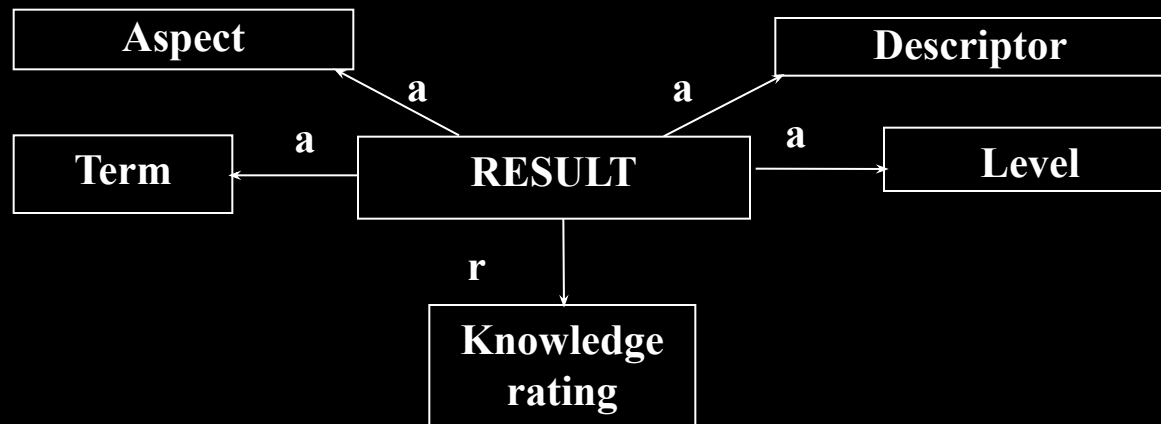 Aspect
Descriptor
a
a
Term
a
RESULT
a
Level
r
Knowledge
rating